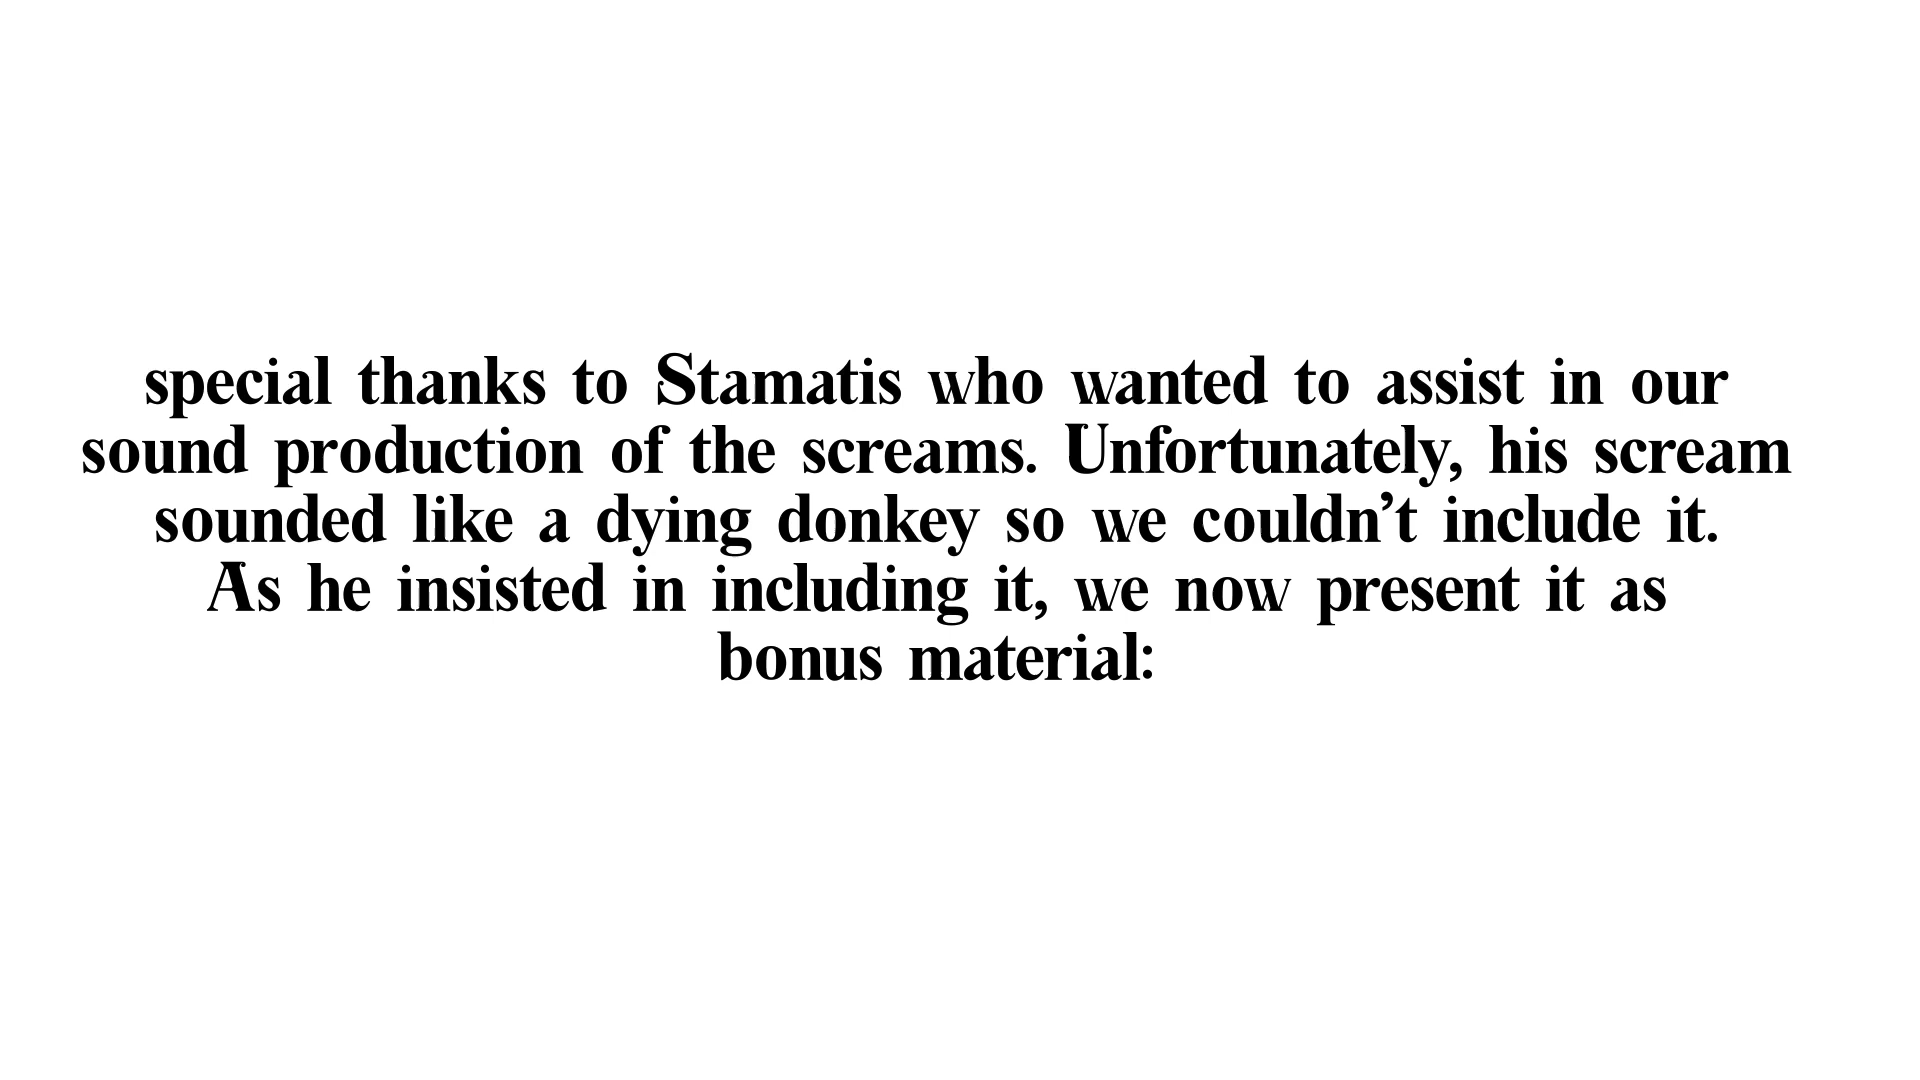 special thanks to Stamatis who wanted to assist in our
sound production of the screams. Unfortunately, his scream
sounded like a dying donkey so we couldn’t include it.
As he insisted in including it, we now present it as
bonus material: